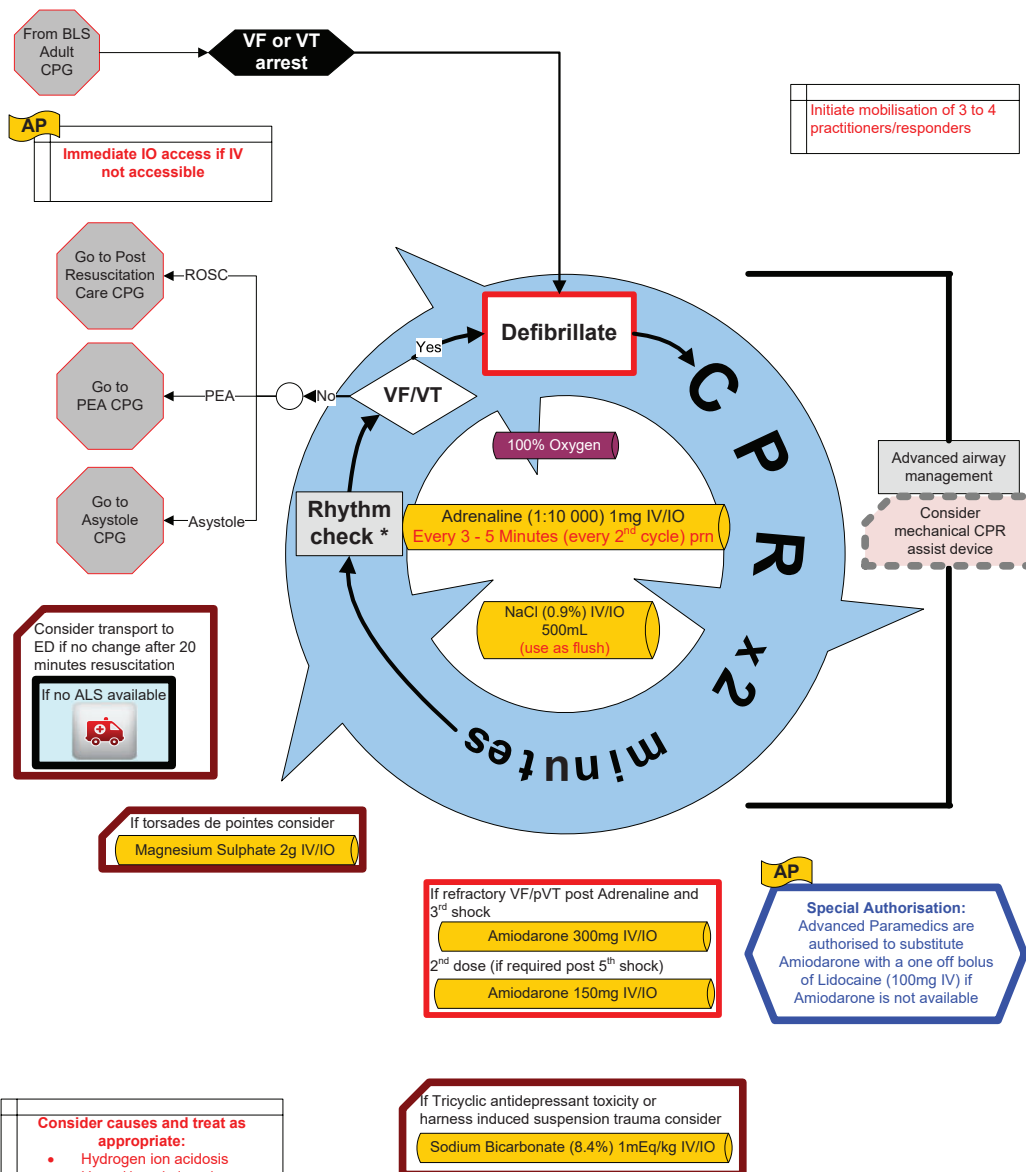 From BLS
Adult
CPG
VF or VT
arrest
Initiate mobilisation of 3 to 4
practitioners/responders
AP
Immediate IO access if IV
not accessible
Go to Post
Resuscitation
Care CPG
ROSC
Defibrillate
Yes
VF/VT
No
Go to
PEA CPG
PEA
100% Oxygen
CPR x2 minutes
Advanced airway
management
Consider
mechanical CPR
assist device
Go to
Asystole
CPG
Asystole
Rhythm
check *
Adrenaline (1:10 000) 1mg IV/IO
Every 3 - 5 Minutes (every 2nd cycle) prn
NaCl (0.9%) IV/IO
500mL
(use as flush)
Consider transport to
ED if no change after 20
minutes resuscitation
If no ALS available
If torsades de pointes consider
Magnesium Sulphate 2g IV/IO
If refractory VF/pVT post Adrenaline and
3rd shock
Amiodarone 300mg IV/IO
2nd dose (if required post 5th shock)
Amiodarone 150mg IV/IO
AP
Special Authorisation:
Advanced Paramedics are
authorised to substitute
Amiodarone with a one off bolus
of Lidocaine (100mg IV) if
Amiodarone is not available
Consider causes and treat as
appropriate:
• Hydrogen ion acidosis
If Tricyclic antidepressant toxicity or
harness induced suspension trauma consider
Sodium Bicarbonate (8.4%) 1mEq/kg IV/IO